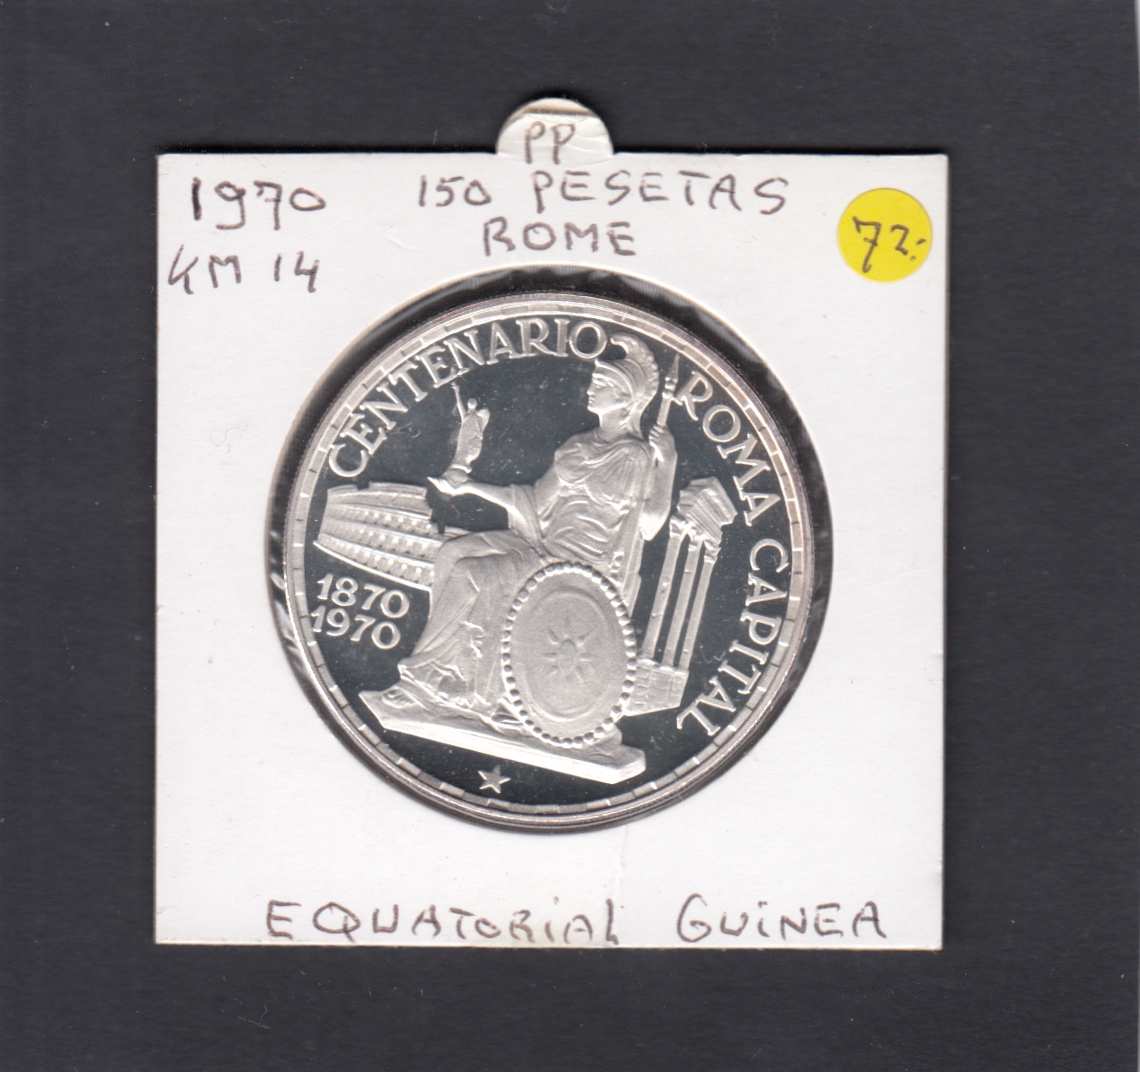 PP
1970 150 PESETAS
ROME
KM 14
72:
CENTENARIO ROMA CAPITAL
1870
1970
EQUATORIAL GUINEA